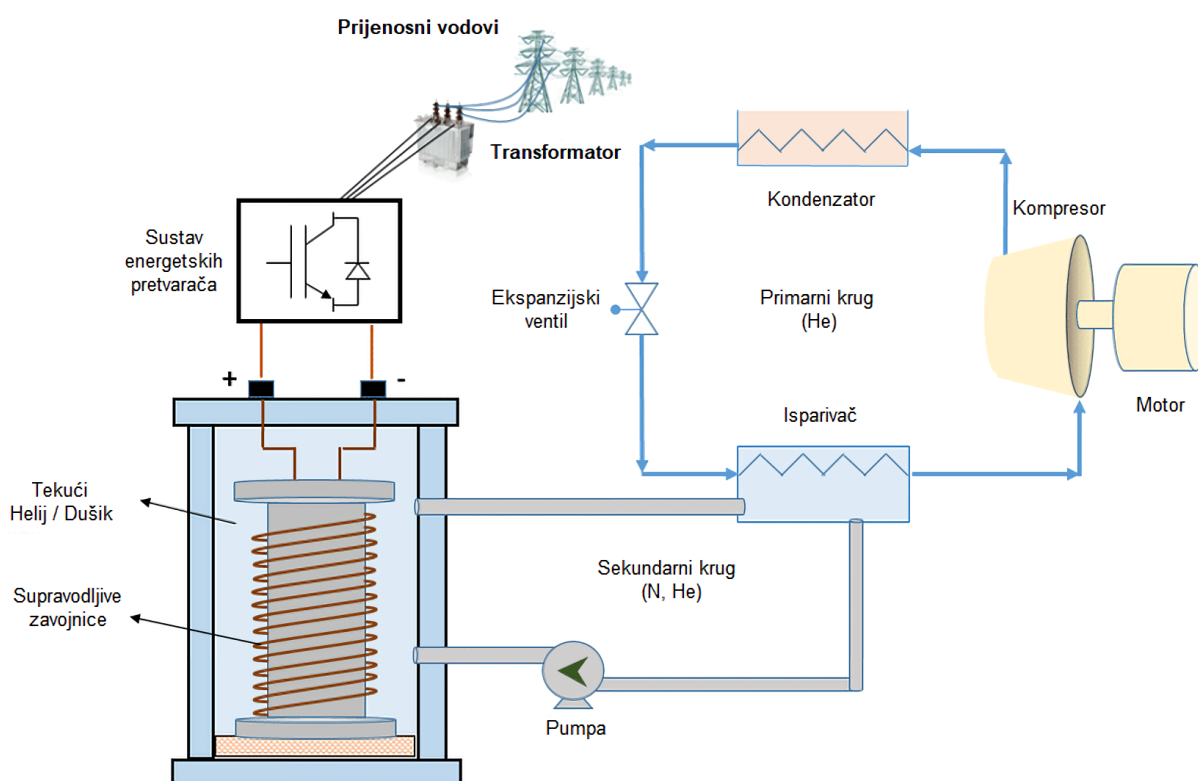 Prijenosni vodovi
Transformator
Sustav
energetskih
pretvarača
+
-
Tekući
Helij / Dušik
Supravodljive
zavojnice
Kondenzator
Kompresor
Ekspanzijski
ventil
Primarni krug
(He)
Motor
Isparivač
Sekundarni krug
(N, He)
Pumpa